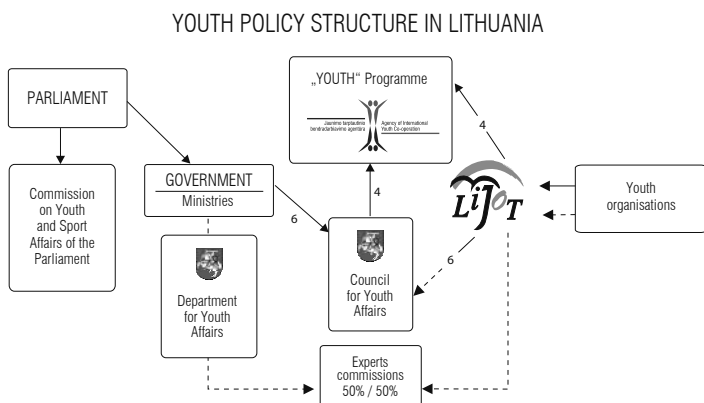 YOUTH POLICY STRUCTURE IN LITHUANIA
PARLIAMENT
Commission
on Youth
and Sport
Affairs of the
Parliament
GOVERNMENT
Ministries
6
Department
for Youth
Affairs
„YOUTH“ Programme
Jaunimo tarptautinio
bendradarbiavimo agentūra
Agency of International
Youth Co-operation
4
4
Council
for Youth
Affairs
LiJOT
6
Youth
organisations
Experts
commissions
50% / 50%